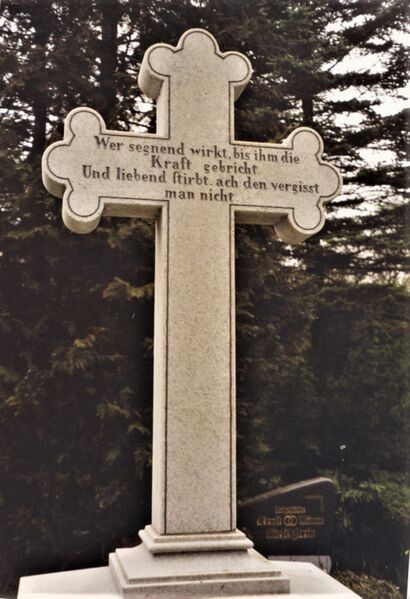 Wer segnend wirkt, bis ihm die
Kraft gebricht.
Und liebend stirbt, ach den vergisst
man nicht